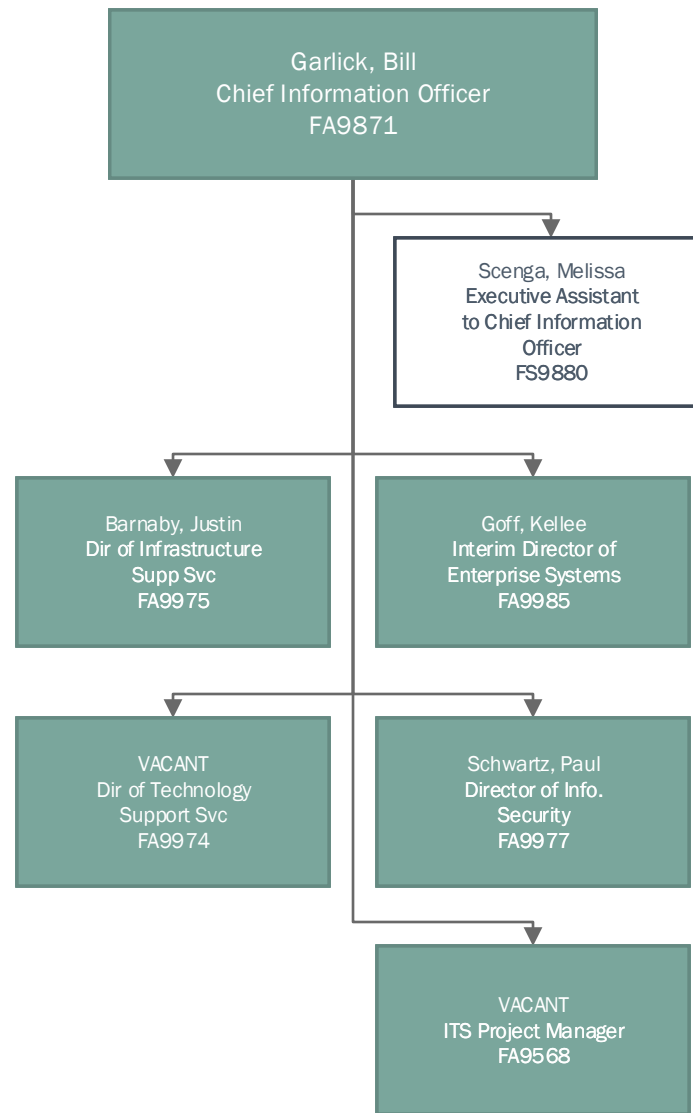 Garlick, Bill
Chief Information Officer
FA9871
Scenga, Melissa
Executive Assistant
to Chief Information
Officer
FS9880
Barnaby, Justin
Dir of Infrastructure
Supp Svc
FA9975
Goff, Kellee
Interim Director of
Enterprise Systems
FA9985
VACANT
Dir of Technology
Support Svc
FA9974
Schwartz, Paul
Director of Info.
Security
FA9977
VACANT
ITS Project Manager
FA9568